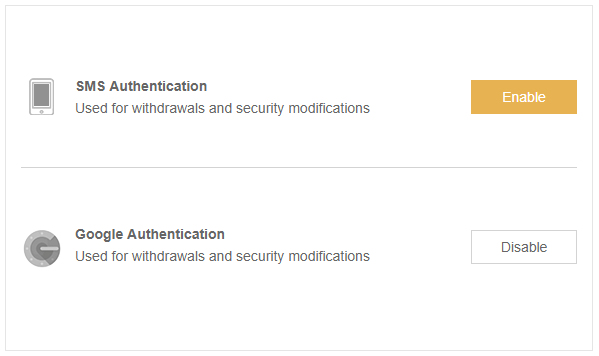 SMS Authentication
Used for withdrawals and security modifications
Enable
Google Authentication
Used for withdrawals and security modifications
Disable